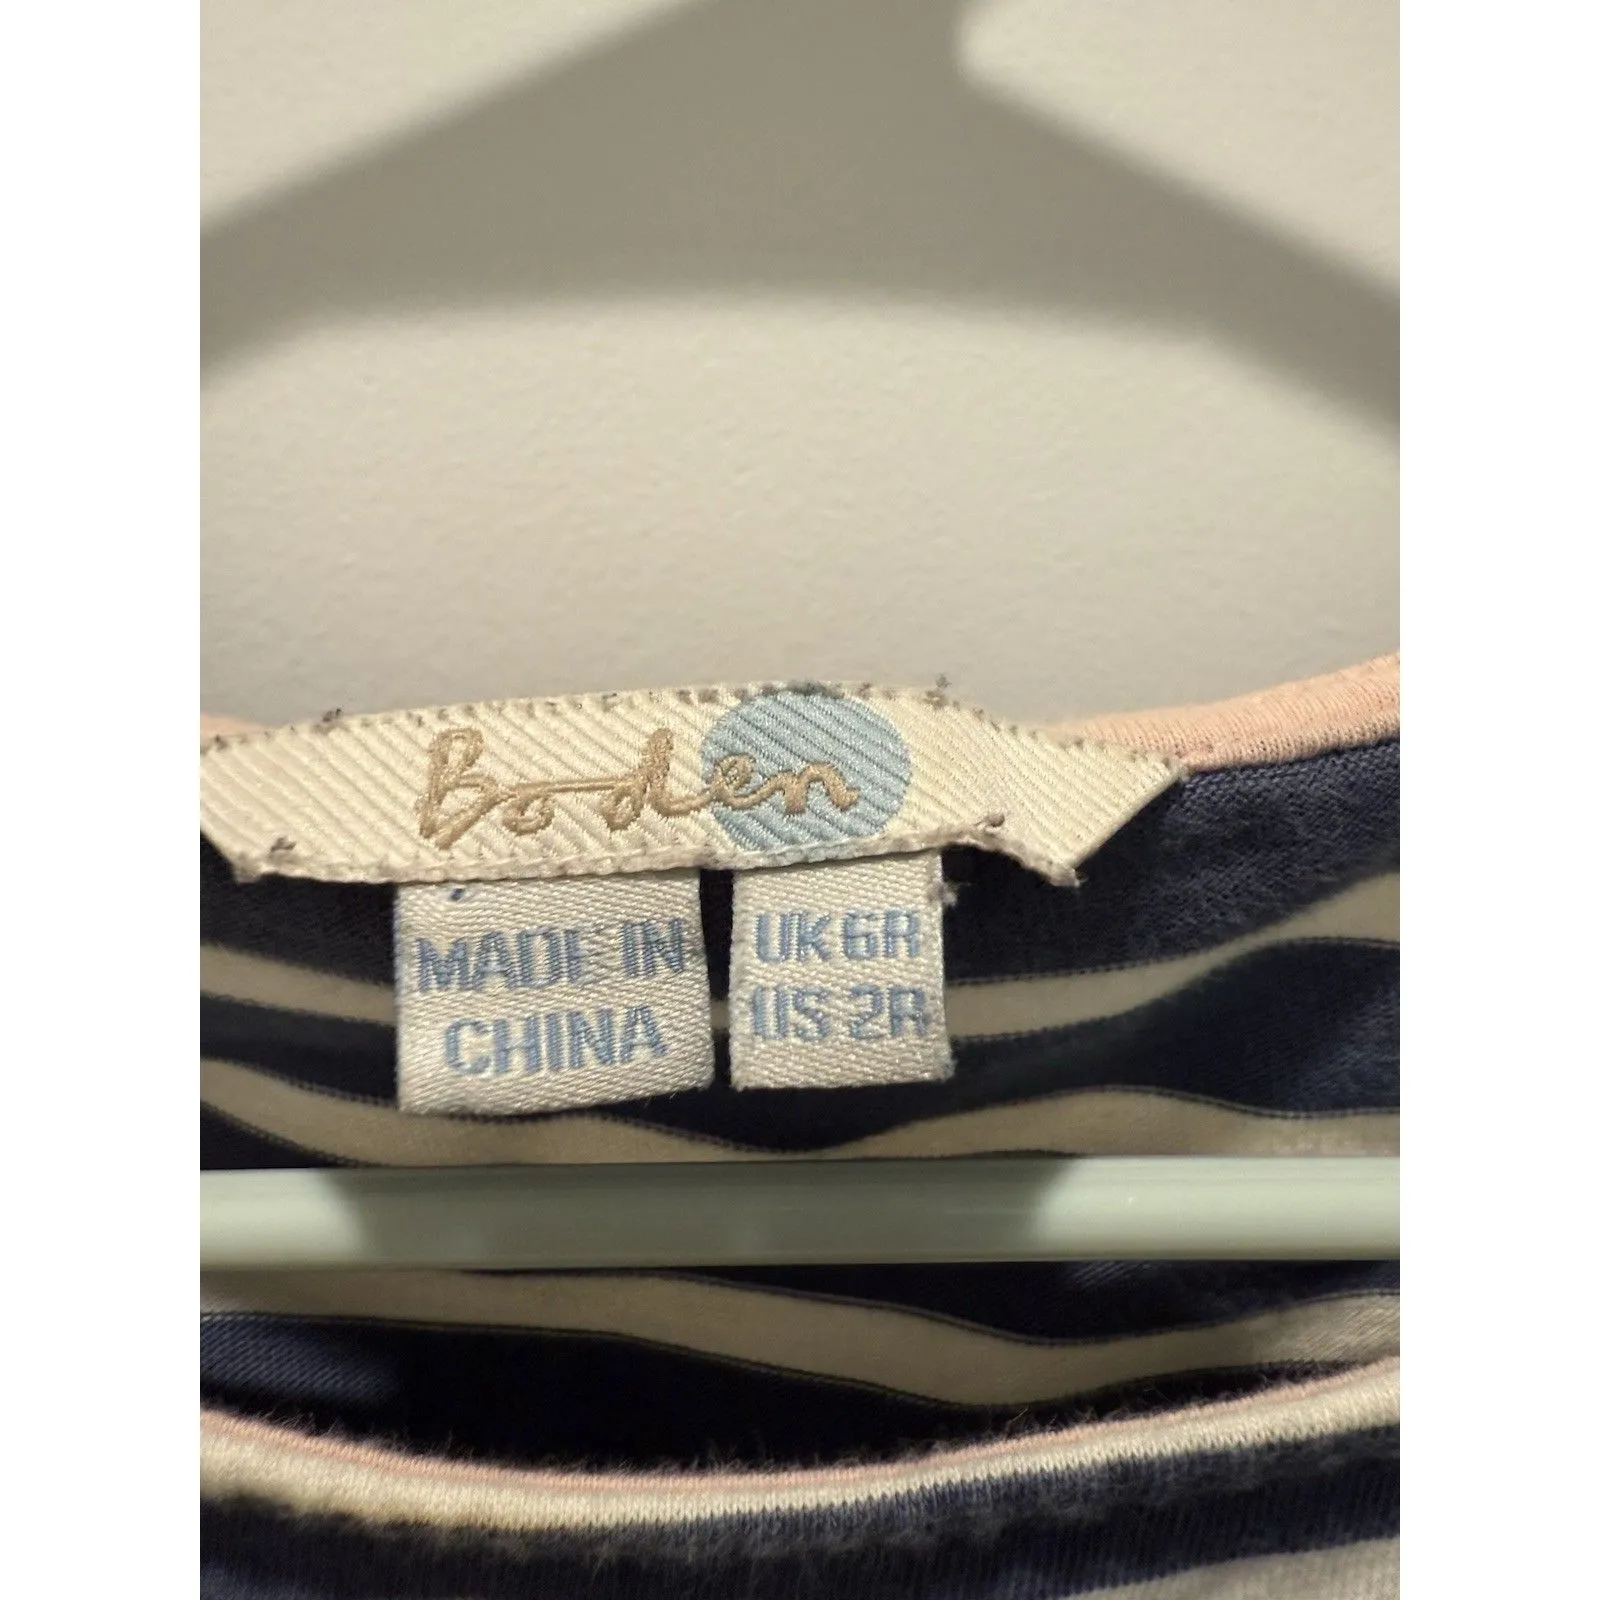 Boden
MADE IN
CHINA
UK 6R
US 2R